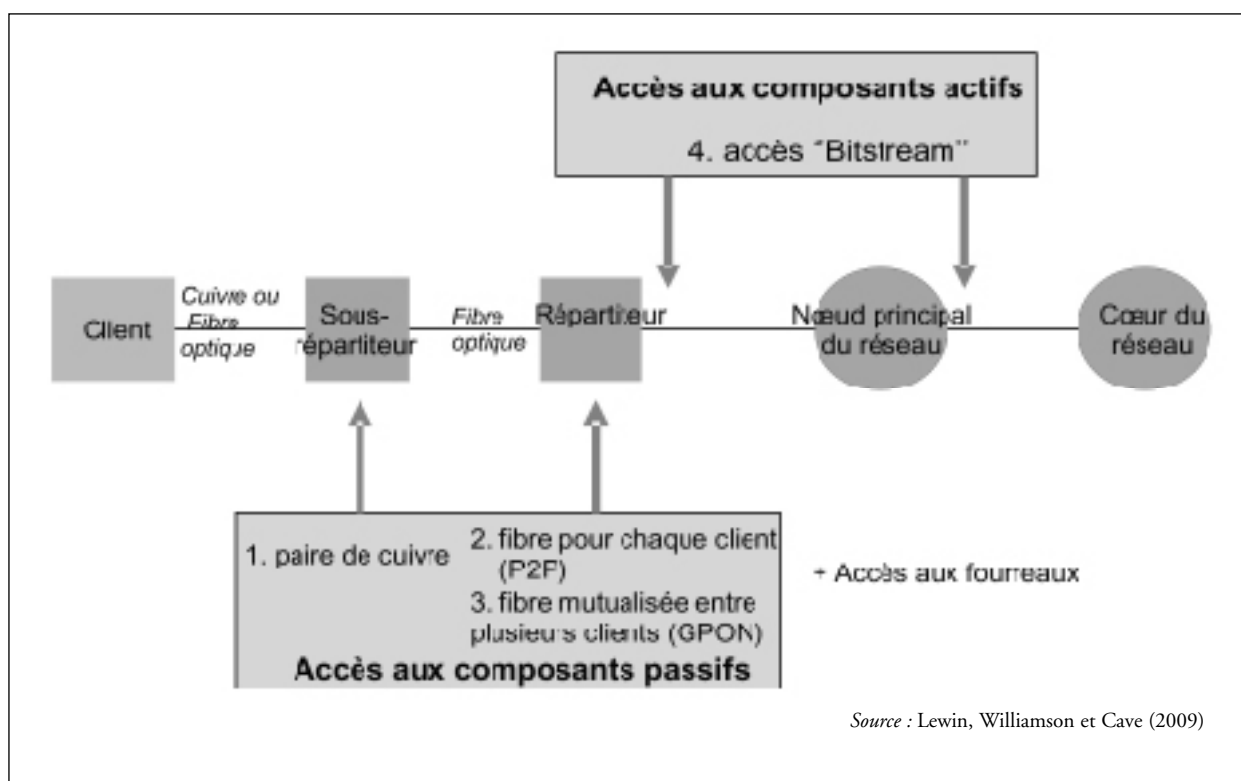 Accès aux composants actifs
4. accès "Bitstream"
Client
Cuivre ou
Fibre
optique
Sous-
répartiteur
Fibre
optique
Répartiteur
Nœud principal
du réseau
Cœur du
réseau
1. paire de cuivre
2. fibre pour chaque client
(P2P)
3. fibre mutualisée entre
plusieurs clients (GPON)
Accès aux composants passifs
+ Accès aux fourreaux
Source : Lewin, Williamson et Cave (2009)